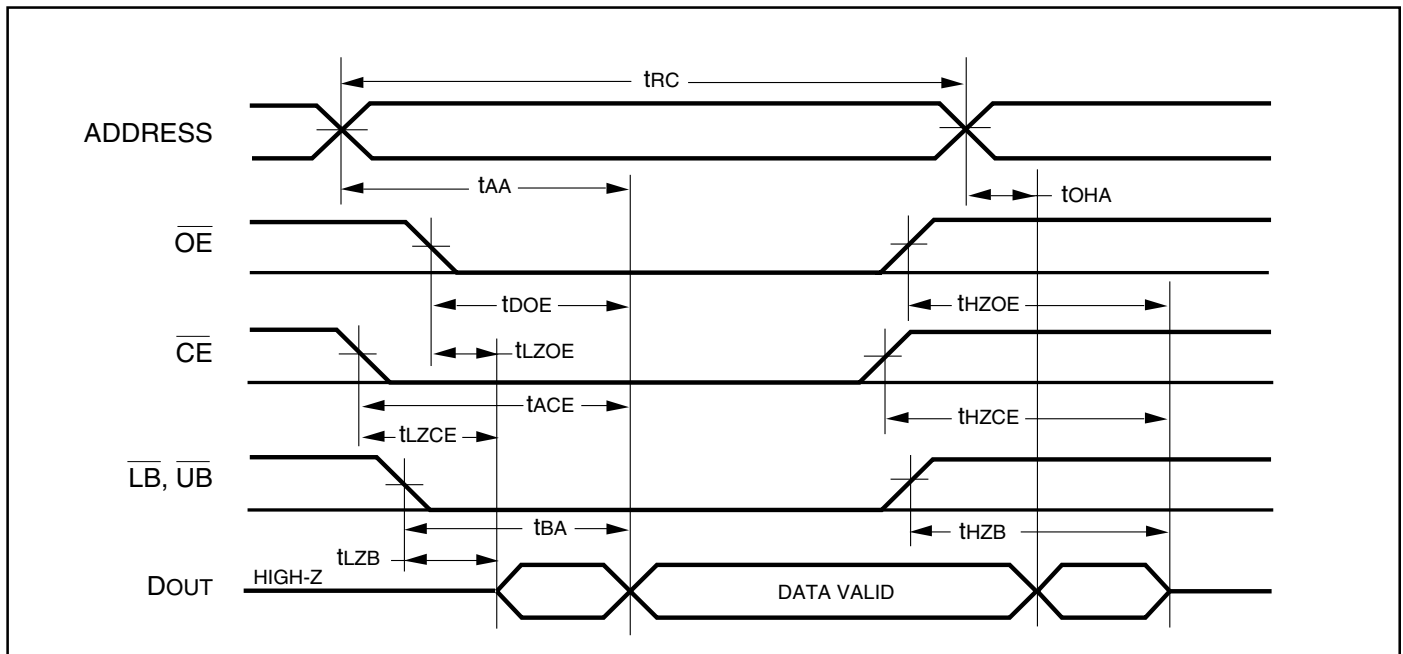 tRC
ADDRESS
tAA
tOHA
OE
tDOE
tHZOE
CE
tLZOE
tACE
tHZCE
tLZCE
LB, UB
tBA
tHZB
tLZB
DOUT
HIGH-Z
DATA VALID